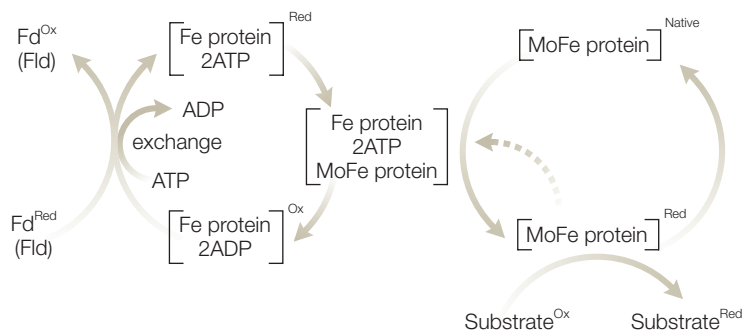 Fd^Ox
(Fld)
[Fe protein
2ATP]^Red
ADP
exchange
ATP
Fd^Red
(Fld)
[Fe protein
2ADP]^Ox
[Fe protein
2ATP
MoFe protein]
[MoFe protein]^Native
[MoFe protein]^Red
Substrate^Ox
Substrate^Red